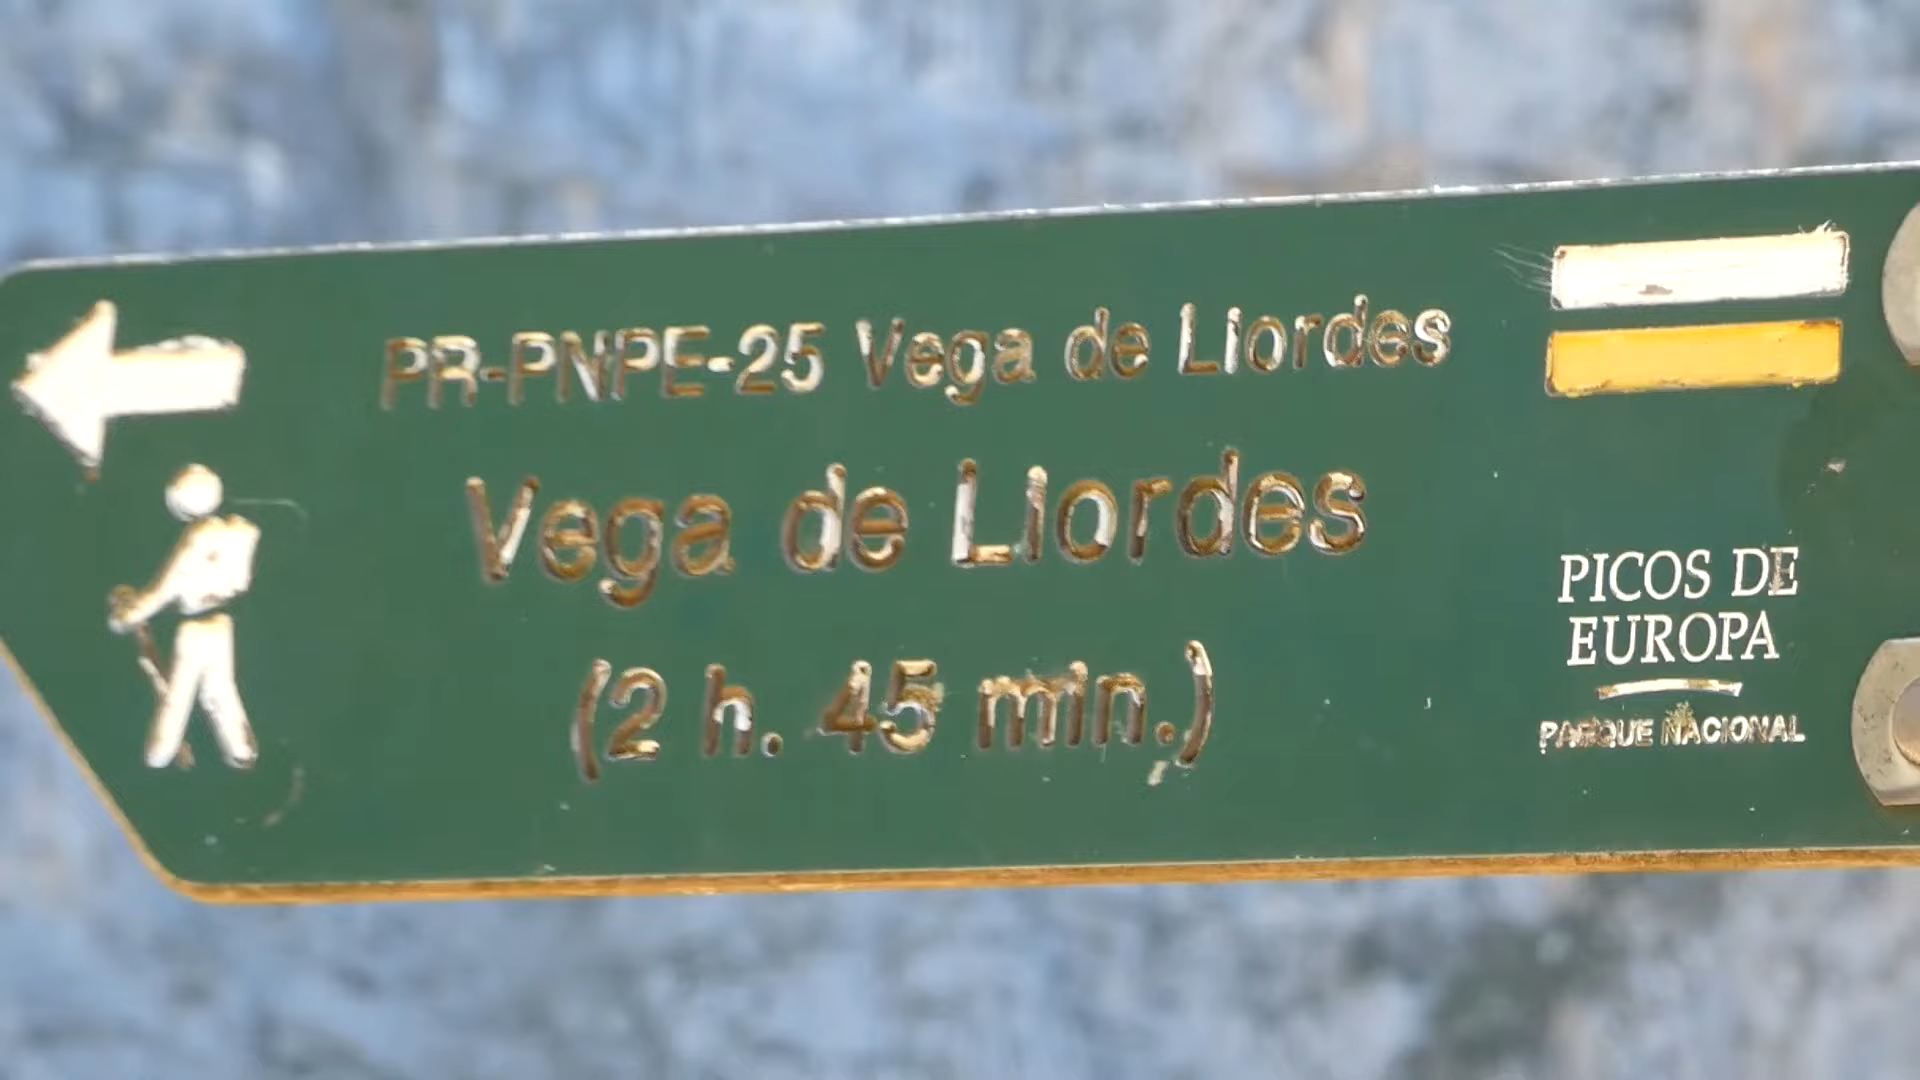 PR-PNPE-25 Vega de Liordes
Vega de Liordes
(2 h. 45 min.)
PICOS DE
EUROPA
PARQUE NACIONAL